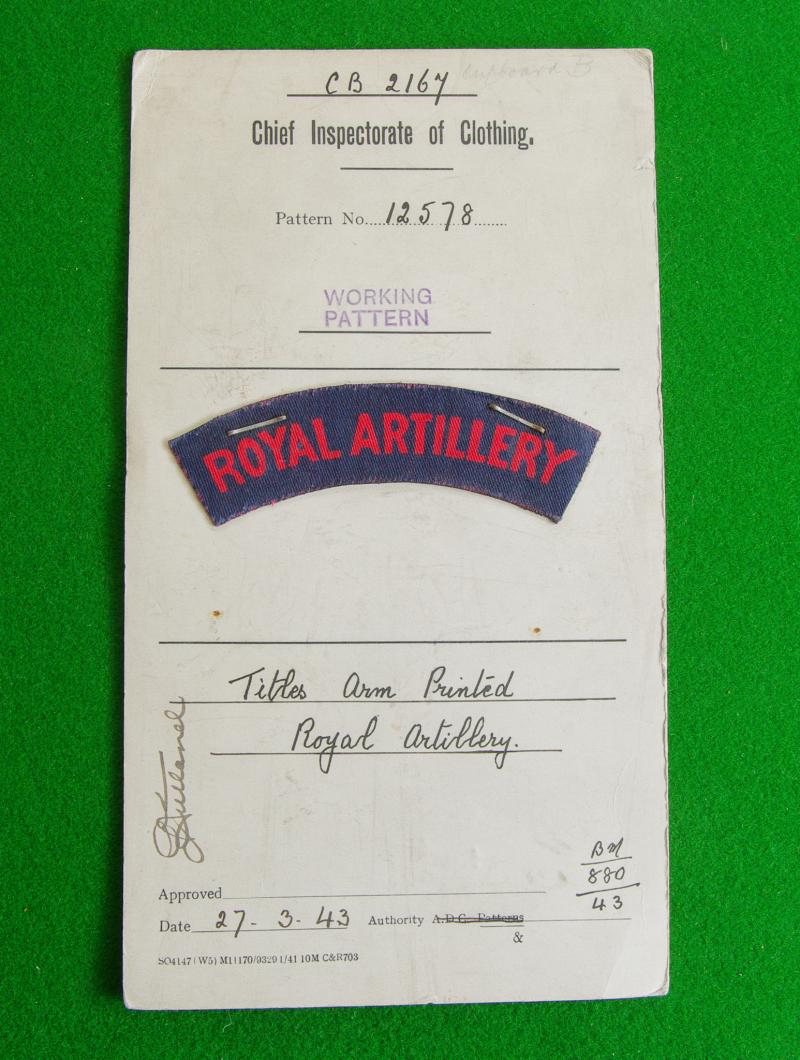 CB 2167
Cupboard B
Chief Inspectorate of Clothing.
Pattern No. 12578
WORKING
PATTERN
ROYAL ARTILLERY
Titles Arm Printed
Royal Artillery.
BM
880
43
Approved
Date 27-3-43 Authority A.D.C. Patterns
&
SO4147 (W5) M11170/9329 1/41 10M C&R703